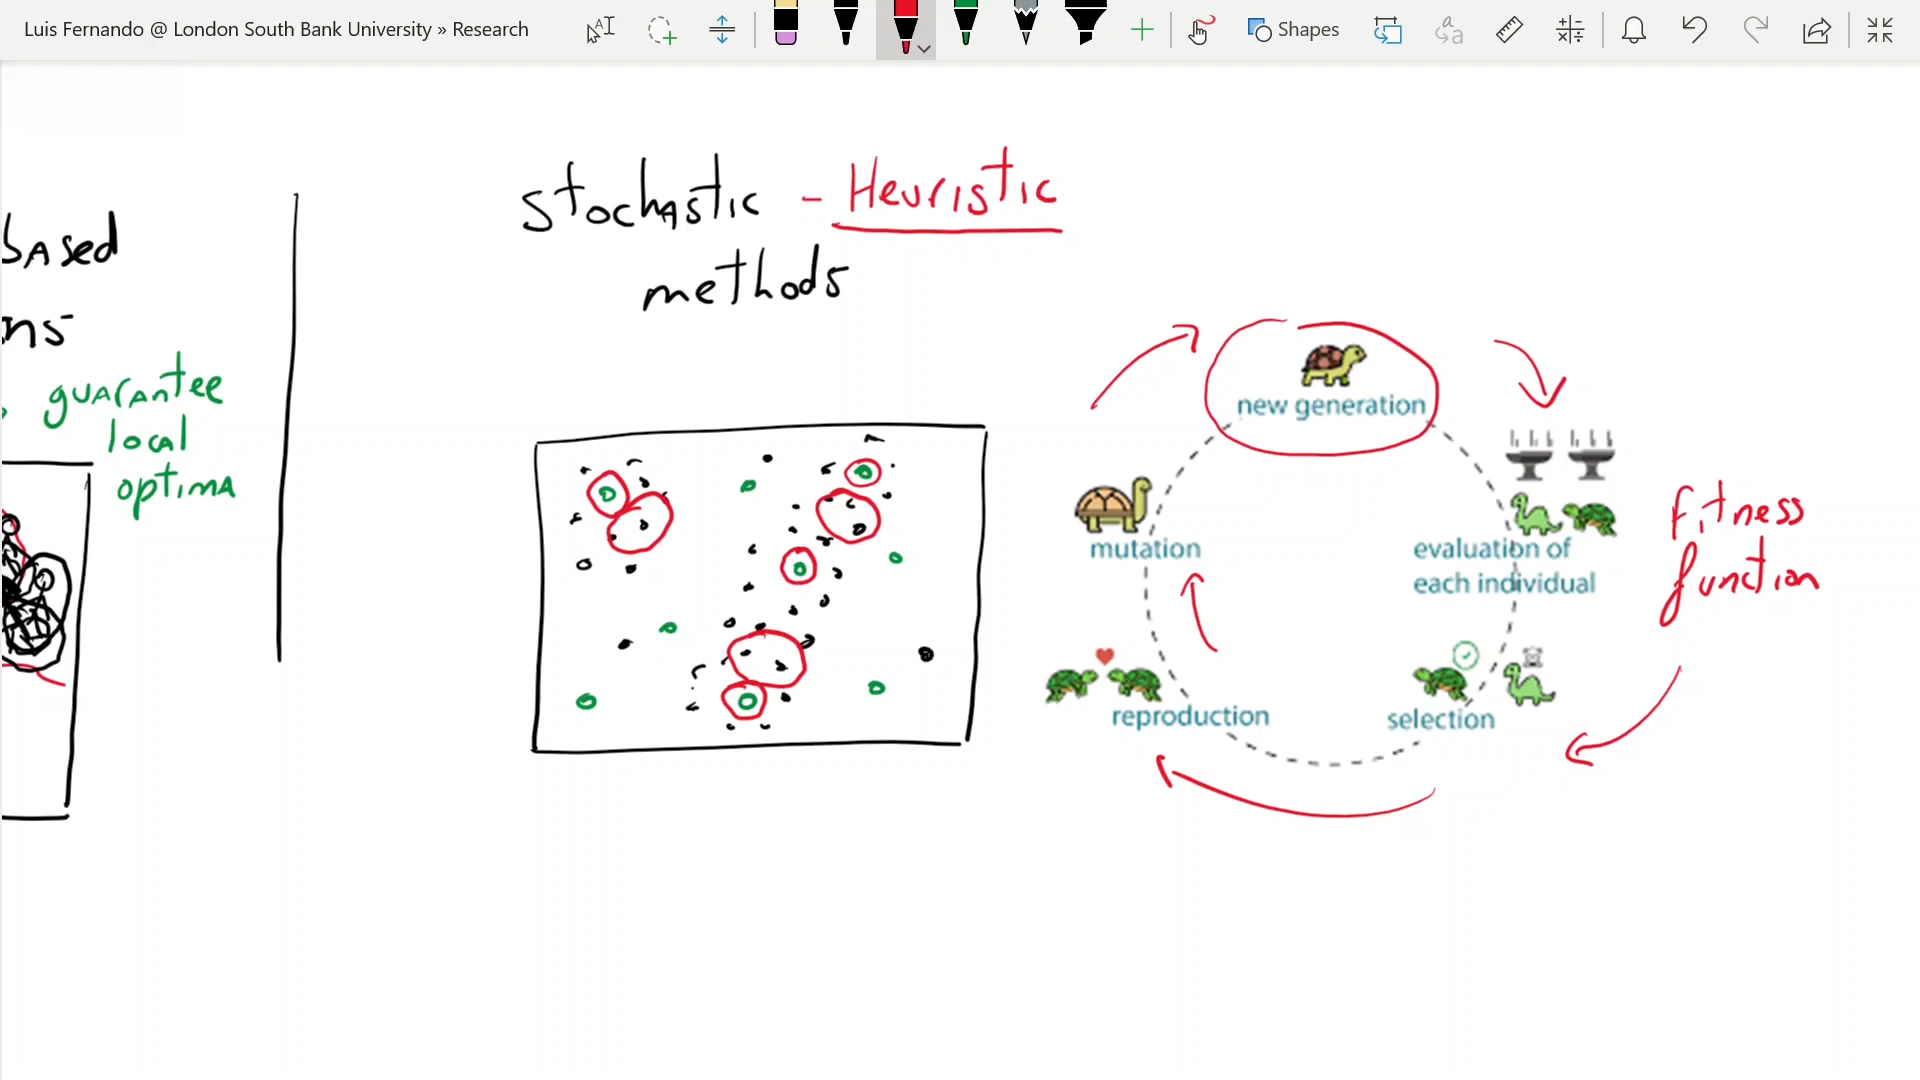 Luis Fernando @ London South Bank University » Research
Shapes
based
ns
guarantee
local
optima
Stochastic - Heuristic
methods
new generation
evaluation of
each individual
Fitness
function
selection
reproduction
mutation